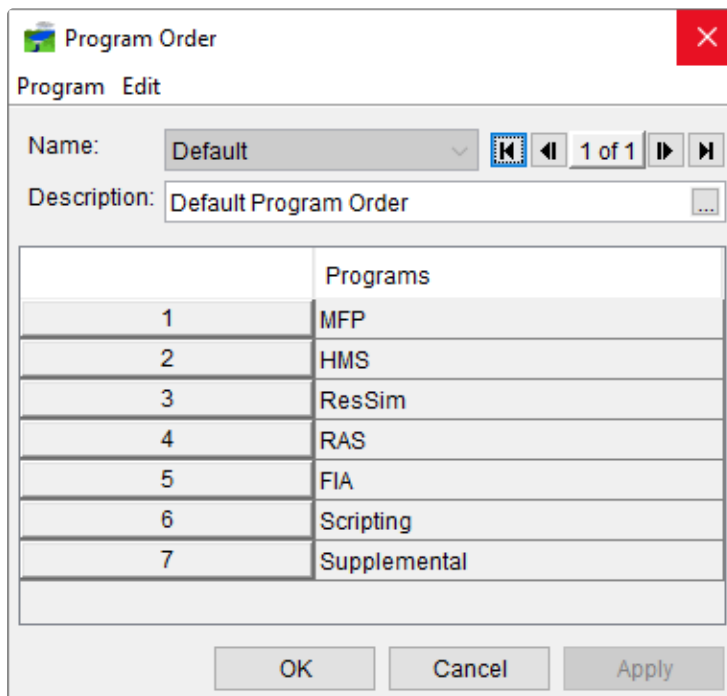 Program Order
Program Edit
Name: Default 1 of 1
Description: Default Program Order ...
Programs
1 MFP
2 HMS
3 ResSim
4 RAS
5 FIA
6 Scripting
7 Supplemental
OK Cancel Apply